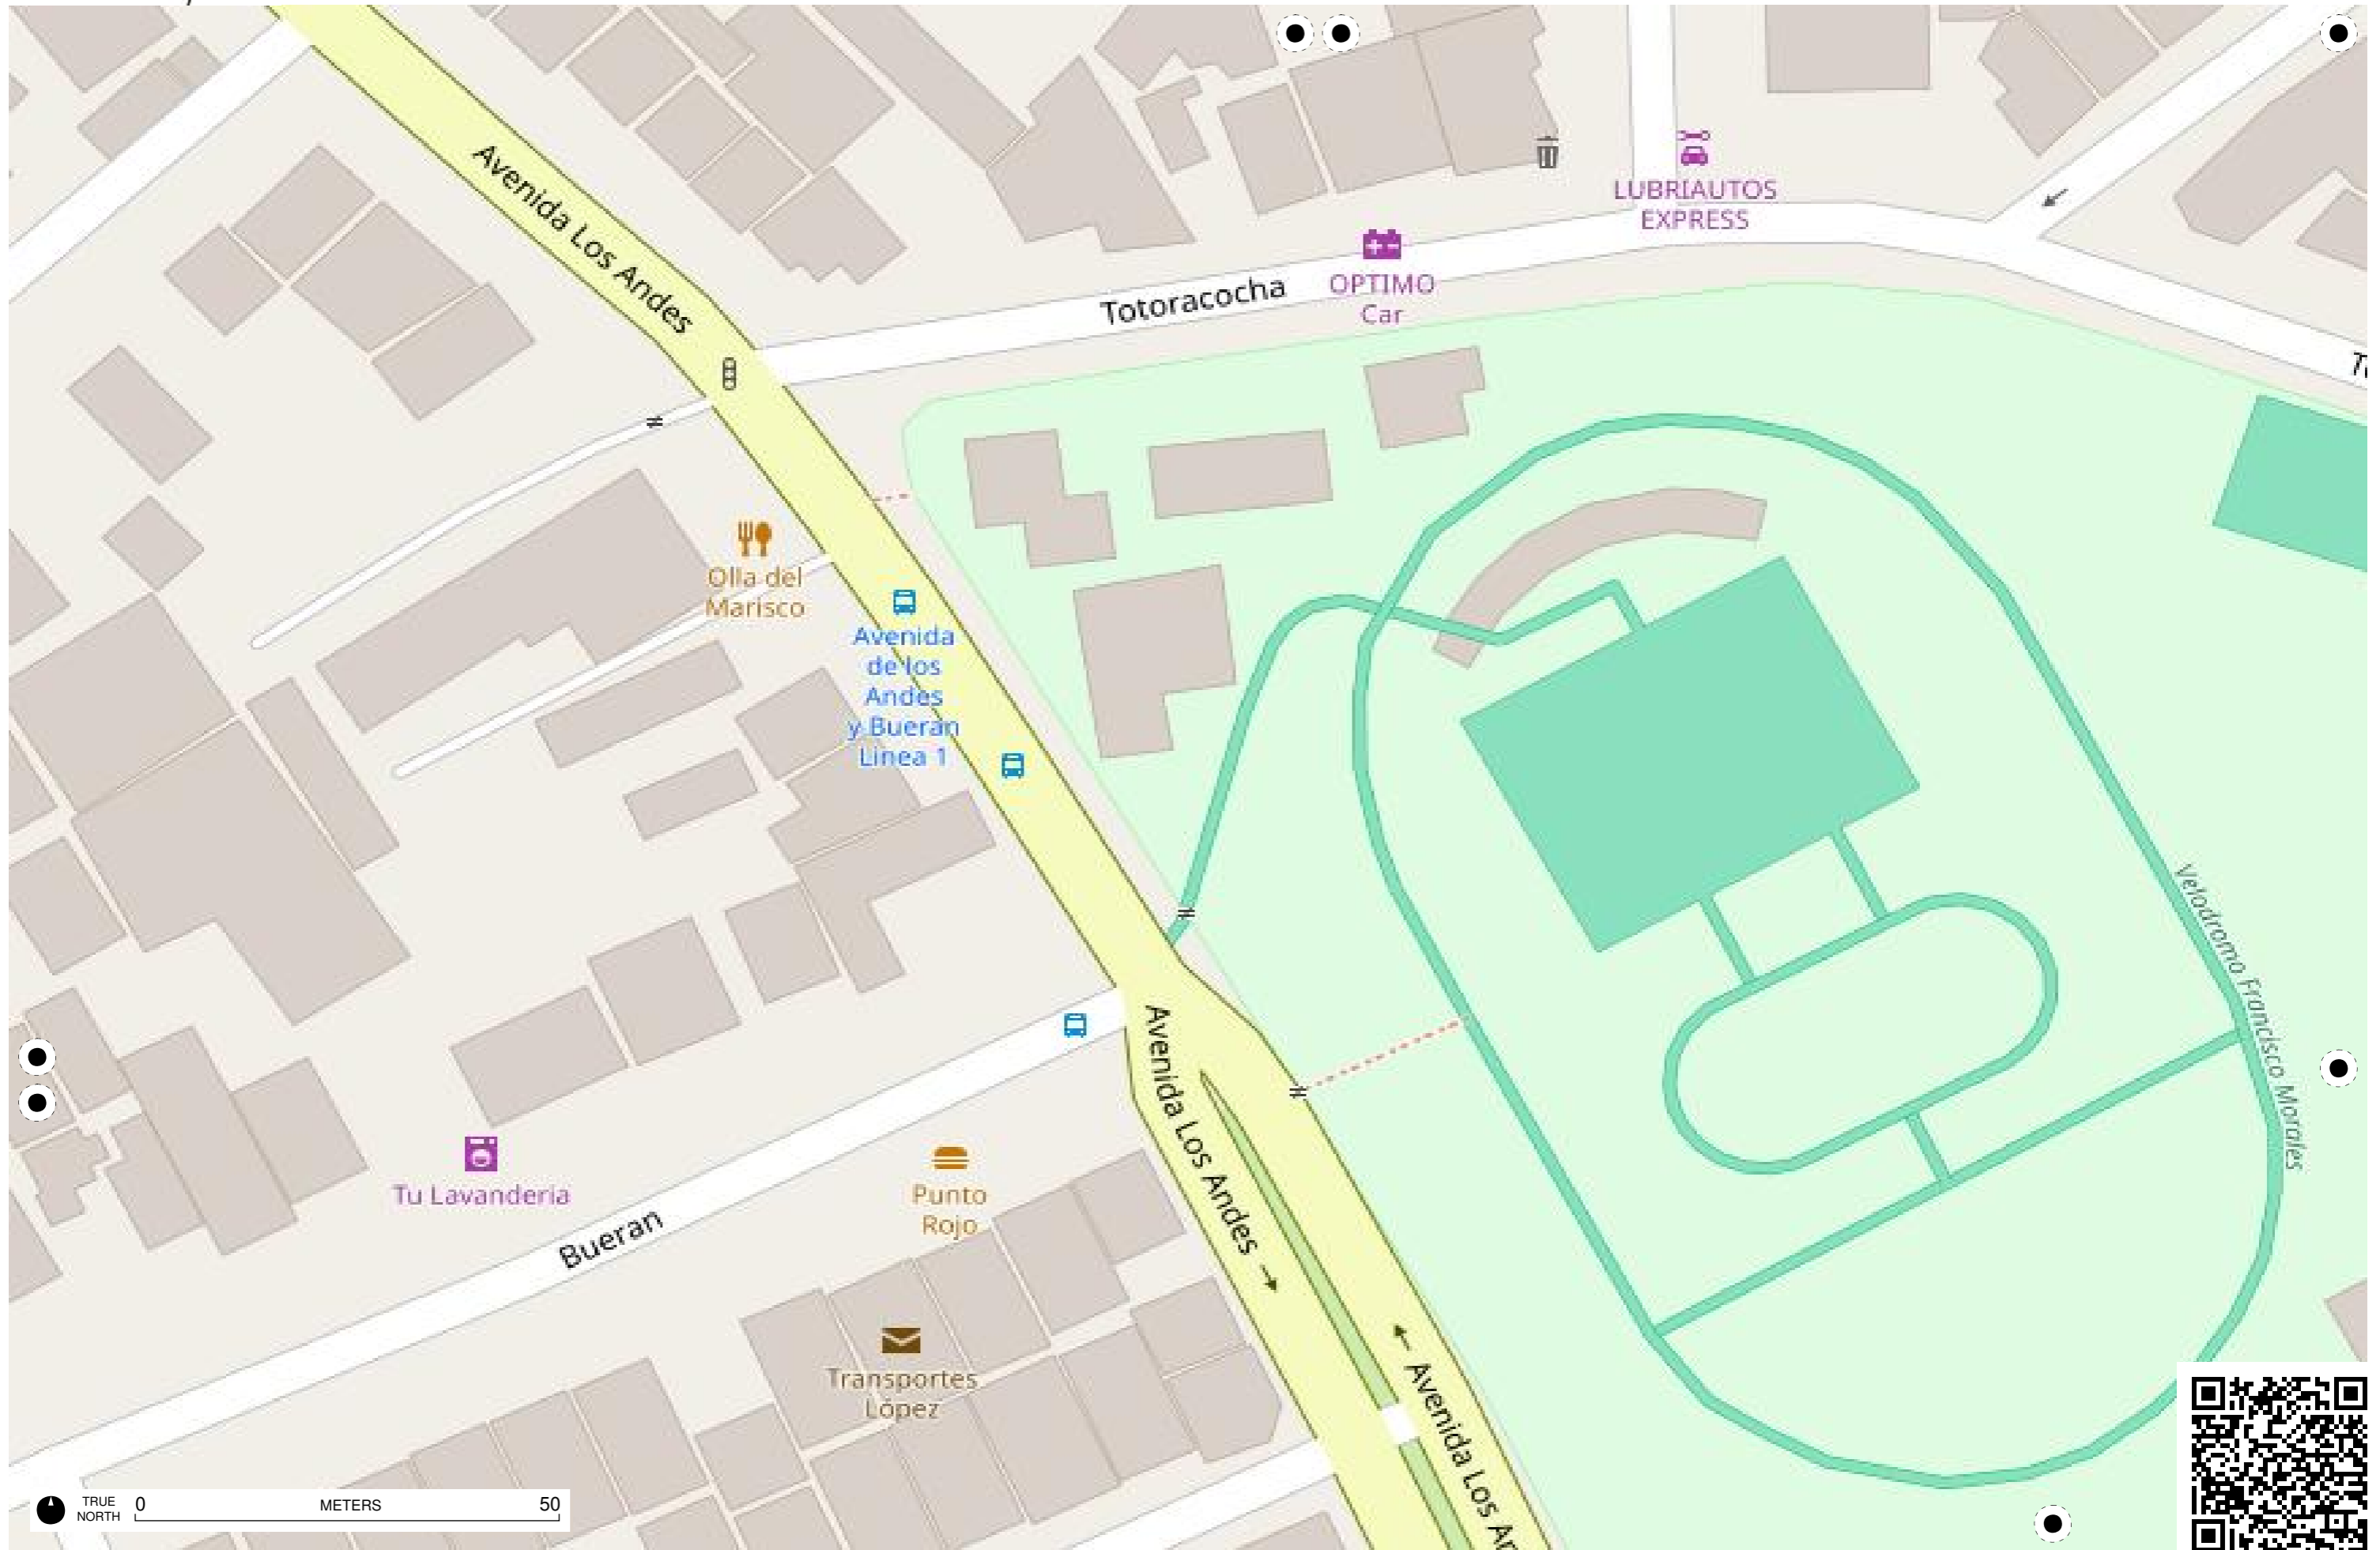 Avenida Los Andes
LUBRIAUTOS
EXPRESS
Totoracocha
OPTIMO
Car
Olla del
Marisco
Avenida
de los
Andes
y Bueran
Linea 1
Velodromo Francisco Morales
Avenida Los Andes
Tu Lavanderia
Punto
Rojo
Bueran
Transportes
López
Avenida Los An
TRUE
NORTH
0 METERS 50